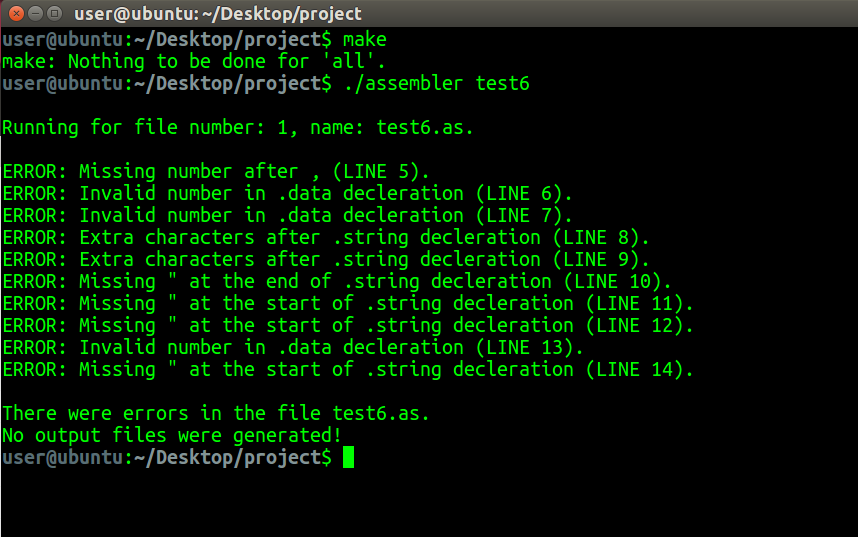 user@ubuntu: ~/Desktop/project
user@ubuntu:~/Desktop/project$ make
make: Nothing to be done for 'all'.
user@ubuntu:~/Desktop/project$ ./assembler test6
Running for file number: 1, name: test6.as.
ERROR: Missing number after , (LINE 5).
ERROR: Invalid number in .data decleration (LINE 6).
ERROR: Invalid number in .data decleration (LINE 7).
ERROR: Extra characters after .string decleration (LINE 8).
ERROR: Extra characters after .string decleration (LINE 9).
ERROR: Missing " at the end of .string decleration (LINE 10).
ERROR: Missing " at the start of .string decleration (LINE 11).
ERROR: Missing " at the start of .string decleration (LINE 12).
ERROR: Invalid number in .data decleration (LINE 13).
ERROR: Missing " at the start of .string decleration (LINE 14).
There were errors in the file test6.as.
No output files were generated!
user@ubuntu:~/Desktop/project$